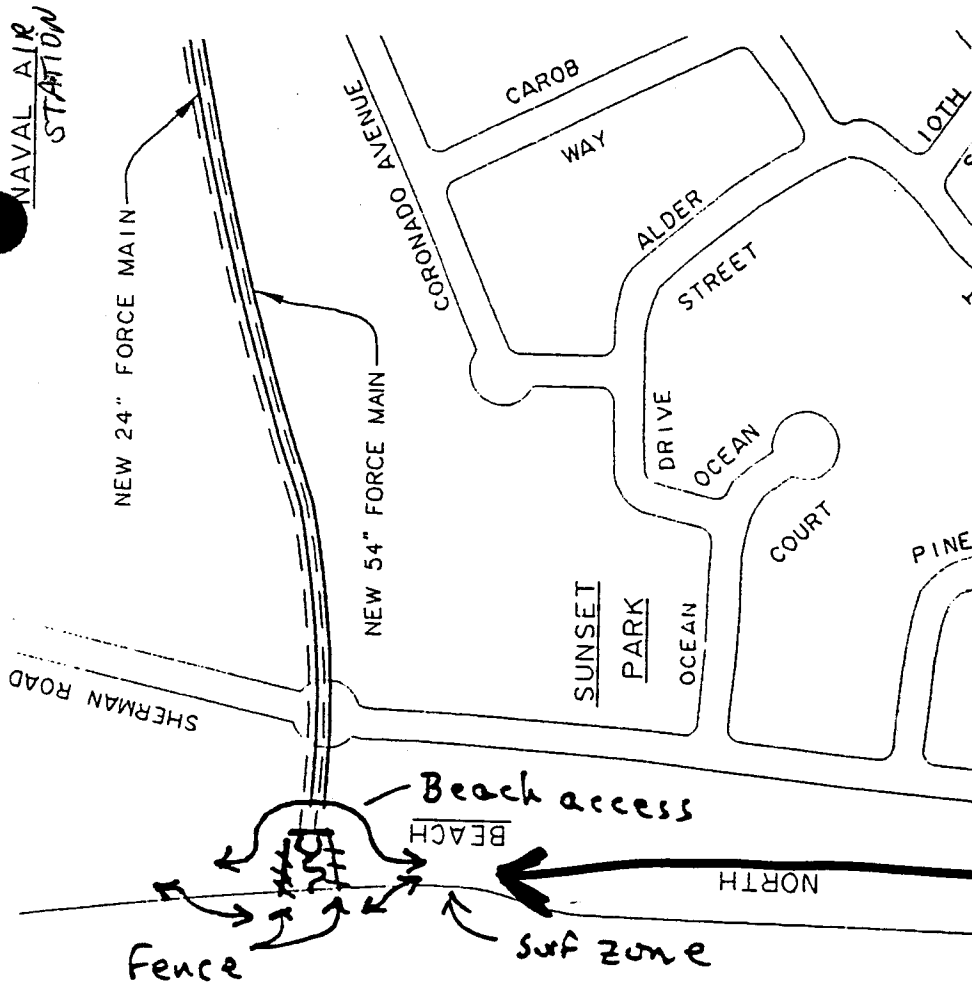 NAVAL AIR
STATION
NEW 24" FORCE MAIN
NEW 54" FORCE MAIN
CORONADO AVENUE
CAROB
WAY
10TH
ALDER
STREET
DRIVE
OCEAN
COURT
PINE
SUNSET
PARK
OCEAN
SHERMAN ROAD
Beach access
BEACH
NORTH
Fence
surf zone